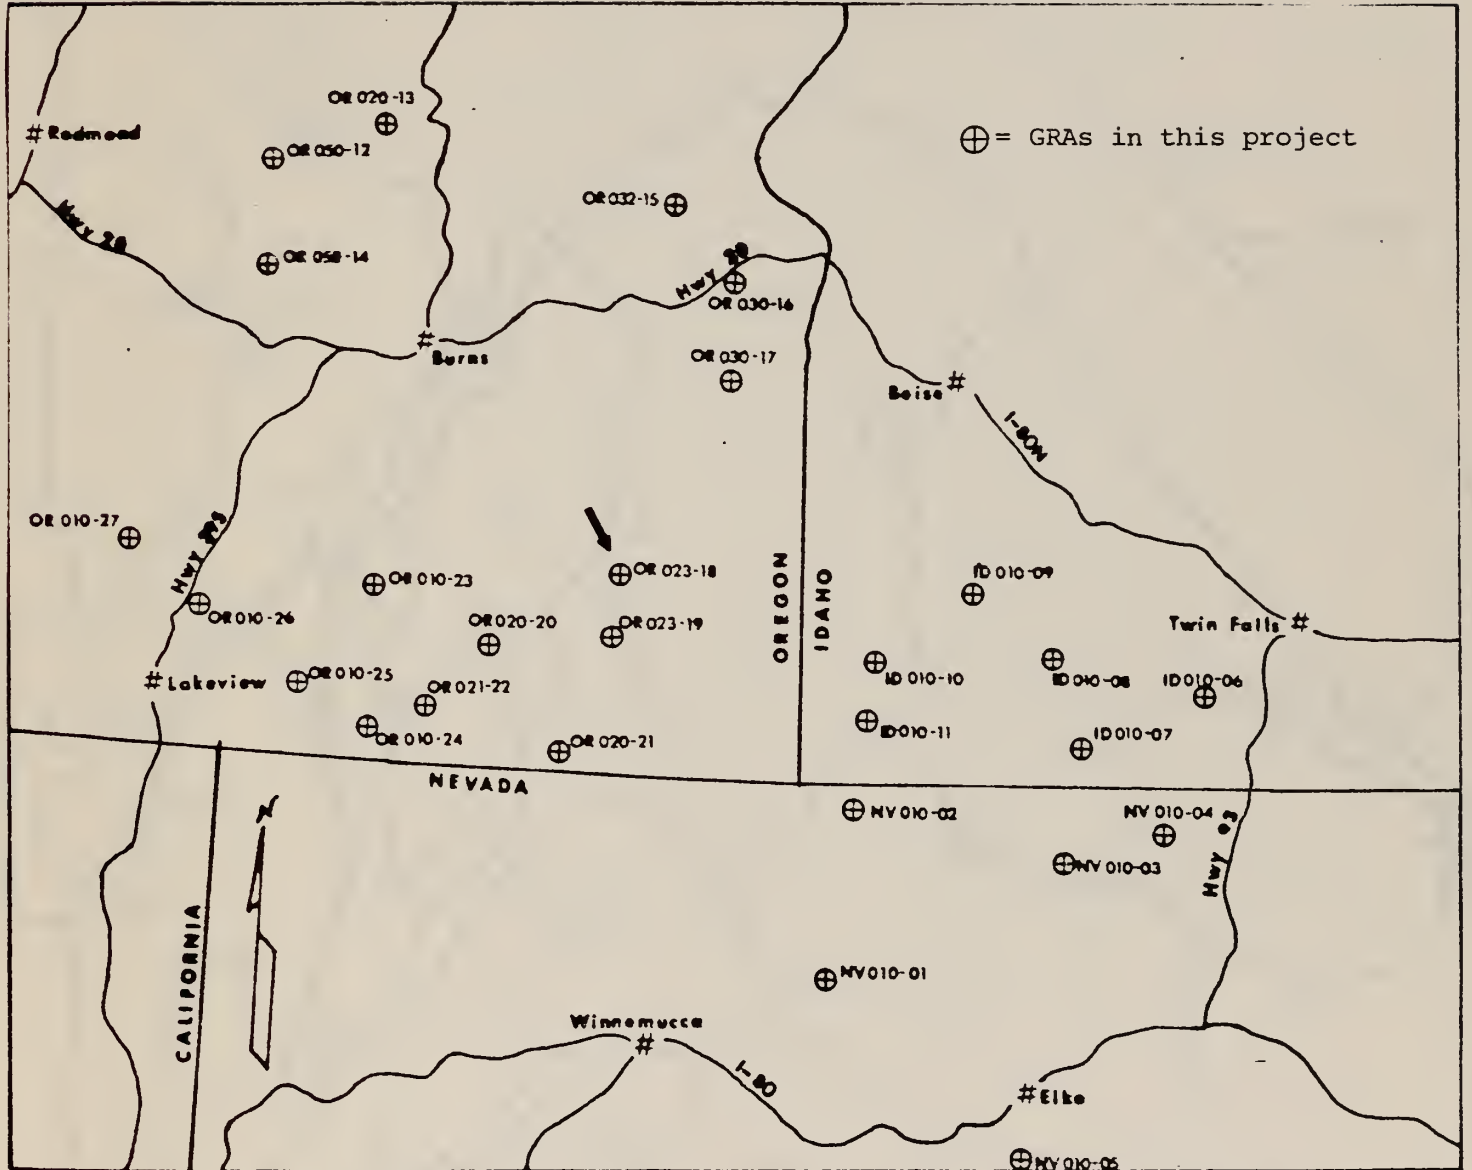 OR 020-13
# Redmond
OR 050-12
⊕ = GRAs in this project
OR 032-15
Hwy 20
OR 050-14
Hwy 20
OR 030-16
# Burns
OR 030-17
Boise #
I-80N
OR 010-27
Hwy 395
OR 023-18
OR 010-23
OREGON
IDAHO
ID 010-09
OR 010-26
OR 020-20
OR 023-19
Twin Falls #
# Lakeview
OR 010-25
OR 021-22
ID 010-10
ID 010-08
ID 010-06
OR 010-24
OR 020-21
ID 010-11
ID 010-07
NEVADA
N
NV 010-02
NV 010-04
NV 010-03
Hwy 93
CALIFORNIA
NV 010-01
Winnemucca
#
I-80
# Elko
NV 010-05